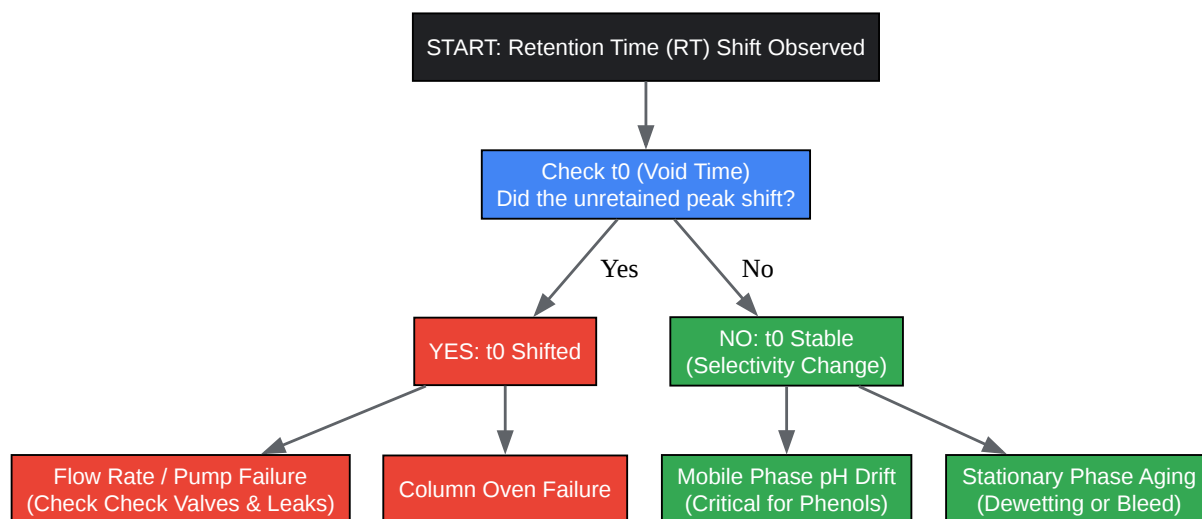 START: Retention Time (RT) Shift Observed
Check t0 (Void Time)
Did the unretained peak shift?
Yes
No
YES: t0 Shifted
NO: t0 Stable
(Selectivity Change)
Flow Rate / Pump Failure
(Check Check Valves & Leaks)
Column Oven Failure
Mobile Phase pH Drift
(Critical for Phenols)
Stationary Phase Aging
(Dewetting or Bleed)